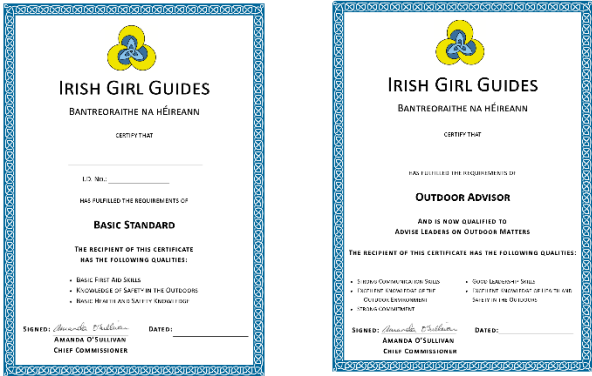 IRISH GIRL GUIDES
BANTREORAITHE NA HÉIREANN
CERTIFY THAT
I.D. No.:
HAS FULFILLED THE REQUIREMENTS OF
BASIC STANDARD
THE RECIPIENT OF THIS CERTIFICATE
HAS THE FOLLOWING QUALITIES:
• BASIC FIRST AID SKILLS
• KNOWLEDGE OF SAFETY IN THE OUTDOORS
• BASIC HEALTH AND SAFETY KNOWLEDGE
SIGNED: Amanda O'Sullivan DATED:
AMANDA O'SULLIVAN
CHIEF COMMISSIONER
IRISH GIRL GUIDES
BANTREORAITHE NA HÉIREANN
CERTIFY THAT
HAS FULFILLED THE REQUIREMENTS OF
OUTDOOR ADVISOR
AND IS NOW QUALIFIED TO
ADVISE LEADERS ON OUTDOOR MATTERS
THE RECIPIENT OF THIS CERTIFICATE HAS THE FOLLOWING QUALITIES:
• STRONG COMMUNICATION SKILLS
• EXCELLENT KNOWLEDGE OF THE
OUTDOOR ENVIRONMENT
• STRONG COMMITMENT
• GOOD LEADERSHIP SKILLS
• EXCELLENT KNOWLEDGE OF HEALTH AND
SAFETY IN THE OUTDOORS
SIGNED: Amanda O'Sullivan DATED:
AMANDA O'SULLIVAN
CHIEF COMMISSIONER